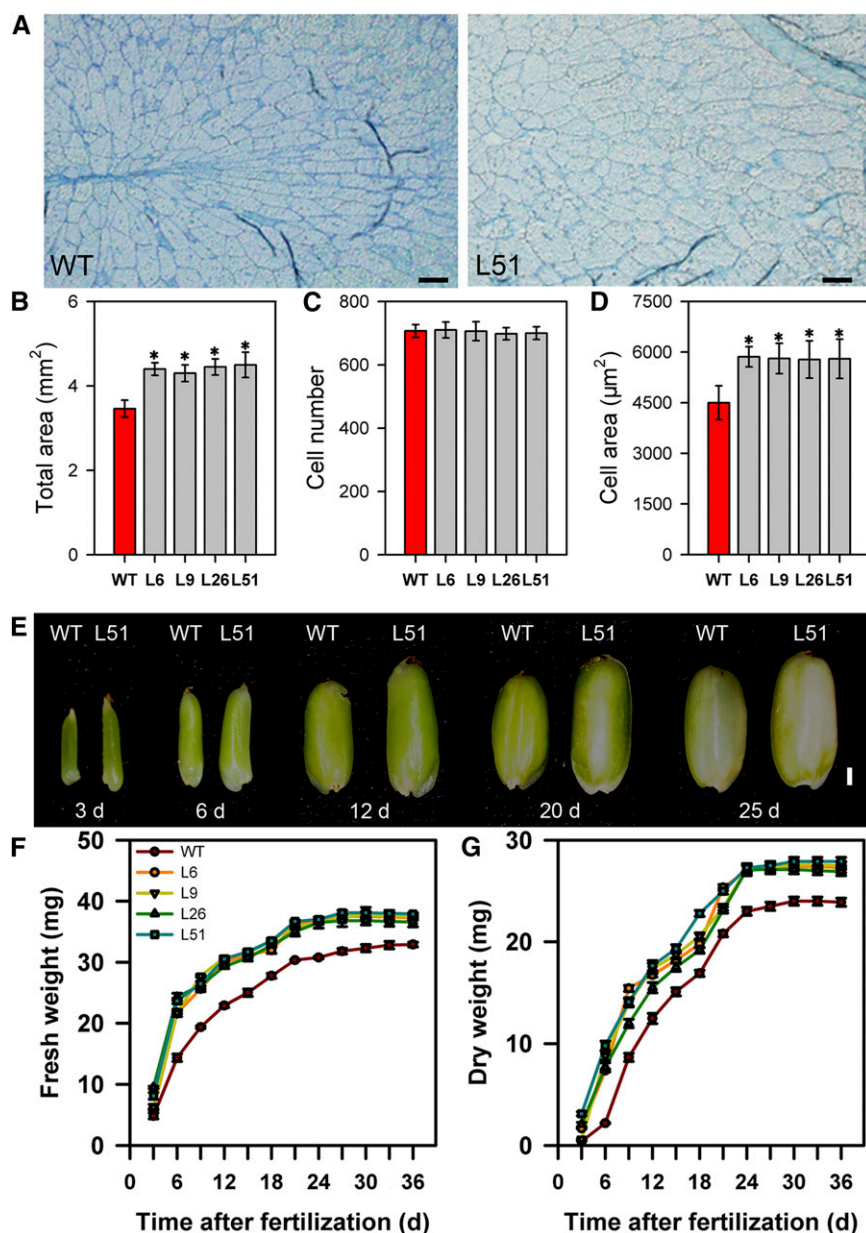 A
WT
L51
B
Total area (mm²)
6
4
2
0
* * * *
WT L6 L9 L26 L51
C
Cell number
800
600
400
200
0
WT L6 L9 L26 L51
D
Cell area (µm²)
7500
6000
4500
3000
1500
0
* * * *
WT L6 L9 L26 L51
E
WT L51 WT L51 WT L51 WT L51 WT L51
3 d 6 d 12 d 20 d 25 d
F
Fresh weight (mg)
50
40
30
20
10
0
WT
L6
L9
L26
L51
0 6 12 18 24 30 36
Time after fertilization (d)
G
Dry weight (mg)
30
20
10
0
0 6 12 18 24 30 36
Time after fertilization (d)